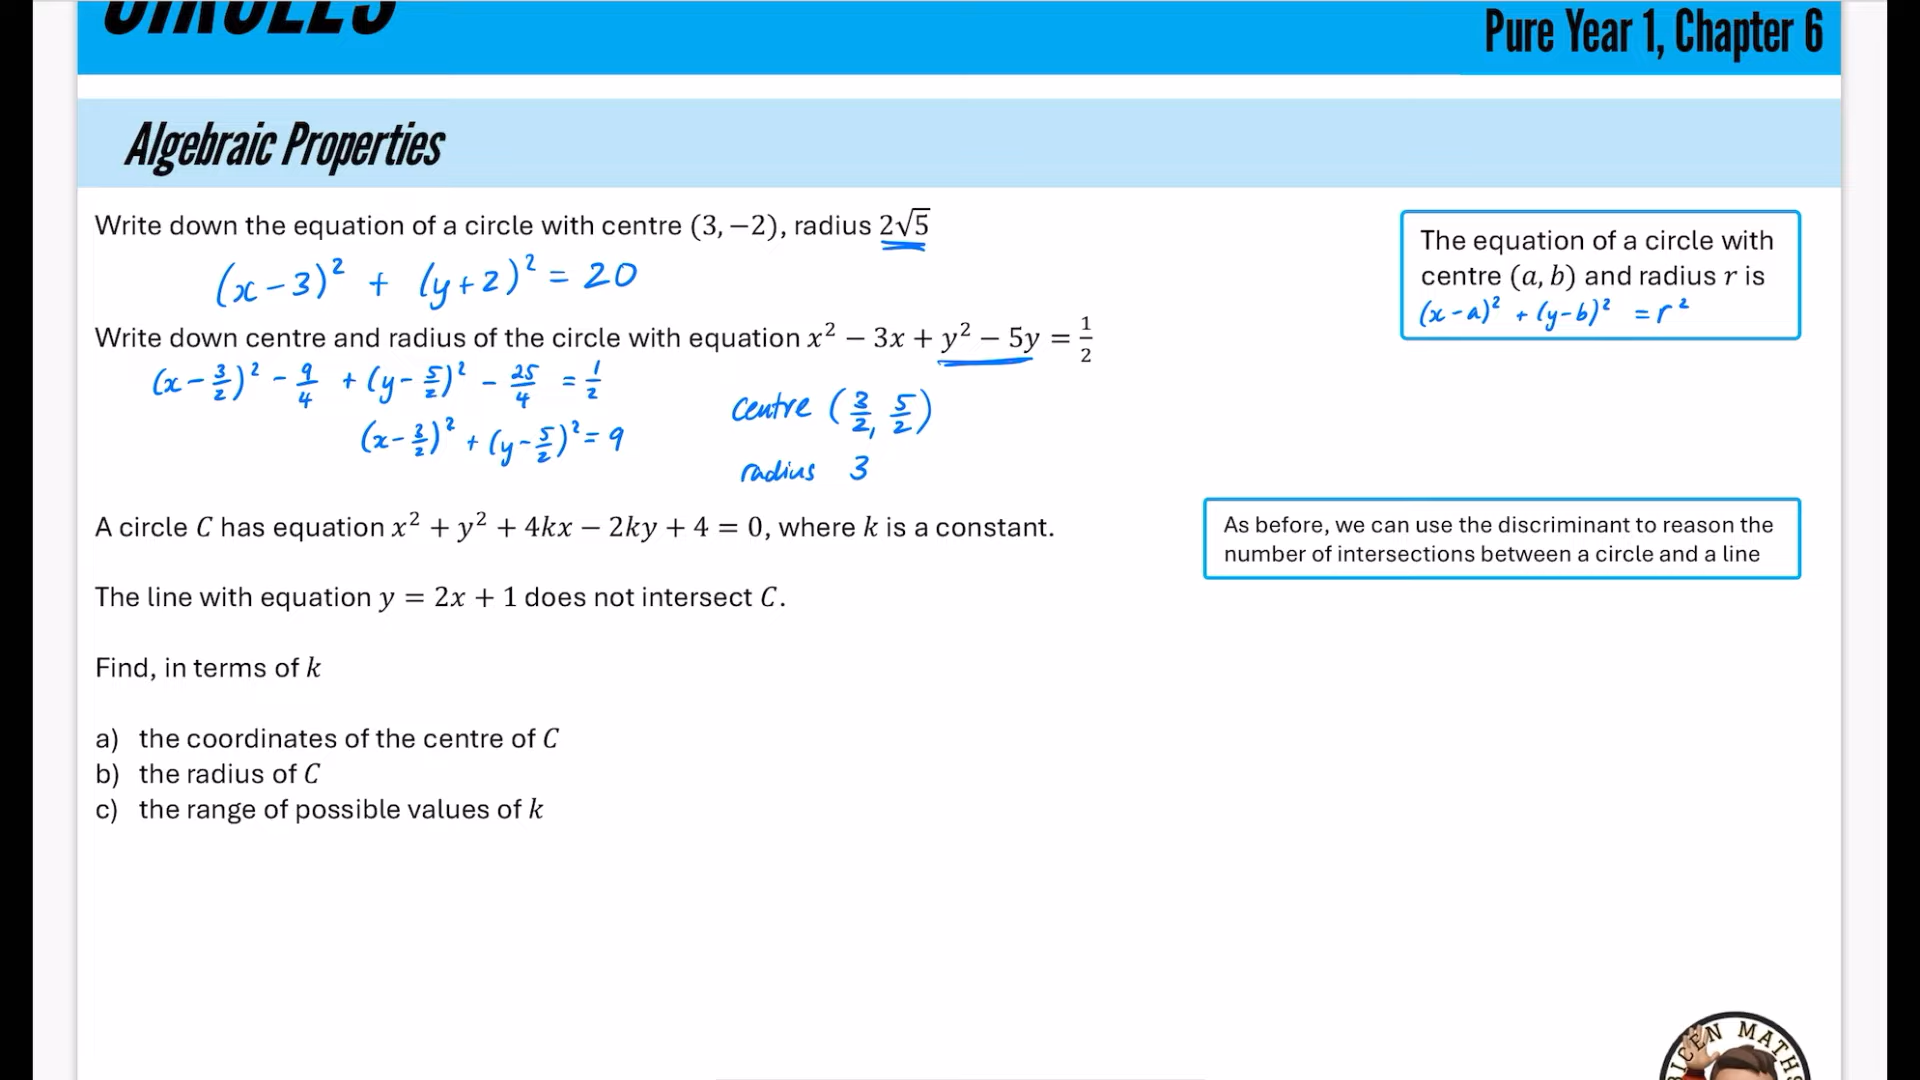 CIRCLES
Pure Year 1, Chapter 6
Algebraic Properties
Write down the equation of a circle with centre (3, −2), radius 2√5
(x − 3)² + (y + 2)² = 20
The equation of a circle with
centre (a, b) and radius r is
(x − a)² + (y − b)² = r²
Write down centre and radius of the circle with equation x² − 3x + y² − 5y = 1/2
(x − 3/2)² − 9/4 + (y − 5/2)² − 25/4 = 1/2
(x − 3/2)² + (y − 5/2)² = 9
centre (3/2, 5/2)
radius 3
A circle C has equation x² + y² + 4kx − 2ky + 4 = 0, where k is a constant.
As before, we can use the discriminant to reason the
number of intersections between a circle and a line
The line with equation y = 2x + 1 does not intersect C.
Find, in terms of k
a) the coordinates of the centre of C
b) the radius of C
c) the range of possible values of k
MATHS